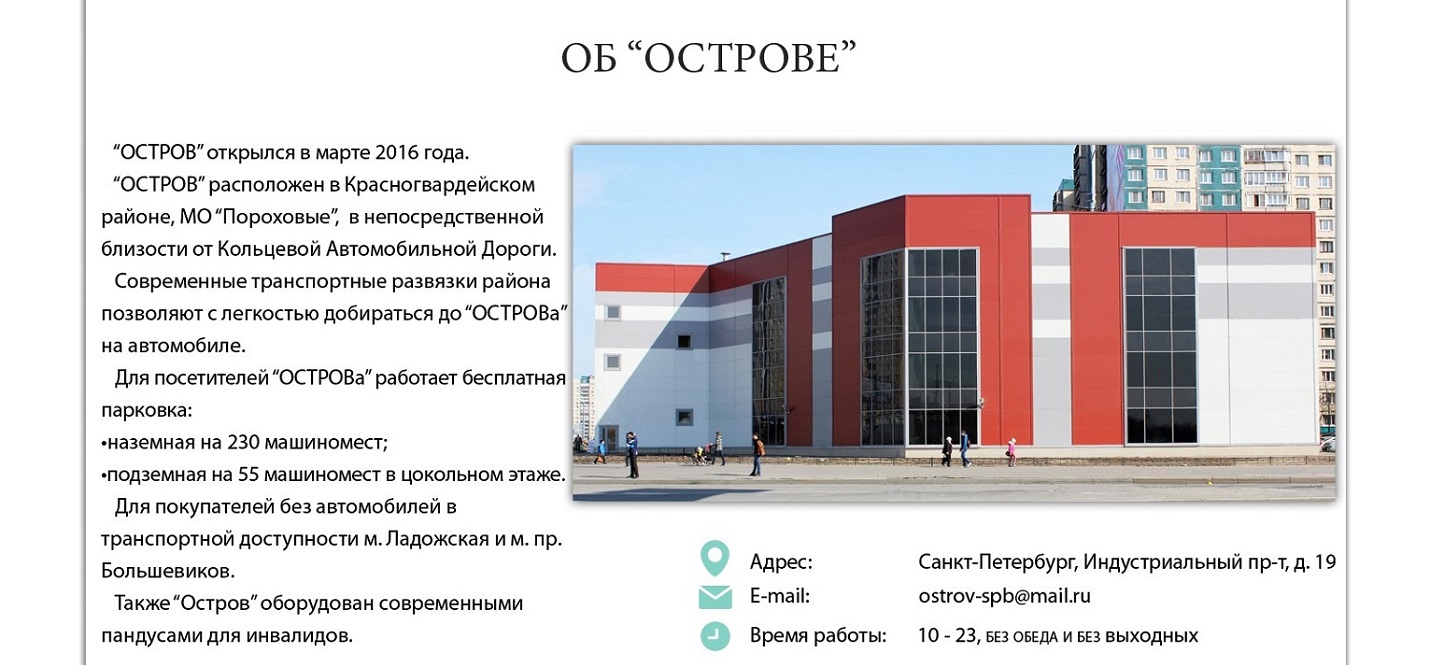 ОБ “ОСТРОВЕ”
“ОСТРОВ” открылся в марте 2016 года.
“ОСТРОВ” расположен в Красногвардейском
районе, МО “Пороховые”, в непосредственной
близости от Кольцевой Автомобильной Дороги.
Современные транспортные развязки района
позволяют с легкостью добираться до “ОСТРОВа”
на автомобиле.
Для посетителей “ОСТРОВа” работает бесплатная
парковка:
•наземная на 230 машиномест;
•подземная на 55 машиномест в цокольном этаже.
Для покупателей без автомобилей в
транспортной доступности м. Ладожская и м. пр.
Большевиков.
Также “Остров” оборудован современными
пандусами для инвалидов.
Адрес: Санкт-Петербург, Индустриальный пр-т, д. 19
E-mail: ostrov-spb@mail.ru
Время работы: 10 - 23, БЕЗ ОБЕДА И БЕЗ выходных